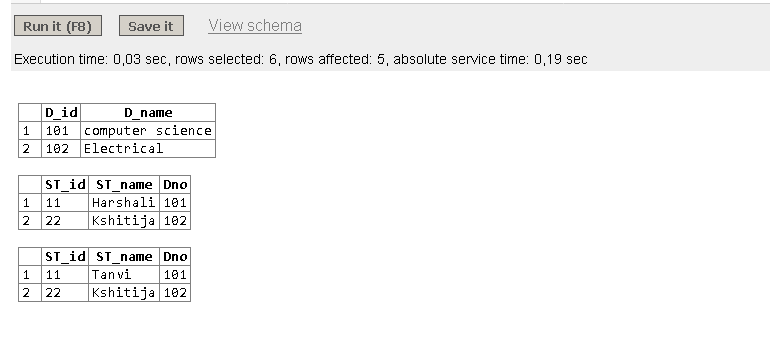 Run it (F8) Save it View schema
Execution time: 0,03 sec, rows selected: 6, rows affected: 5, absolute service time: 0,19 sec
D_id D_name
1 101 computer science
2 102 Electrical
ST_id ST_name Dno
1 11 Harshali 101
2 22 Kshitija 102
ST_id ST_name Dno
1 11 Tanvi 101
2 22 Kshitija 102